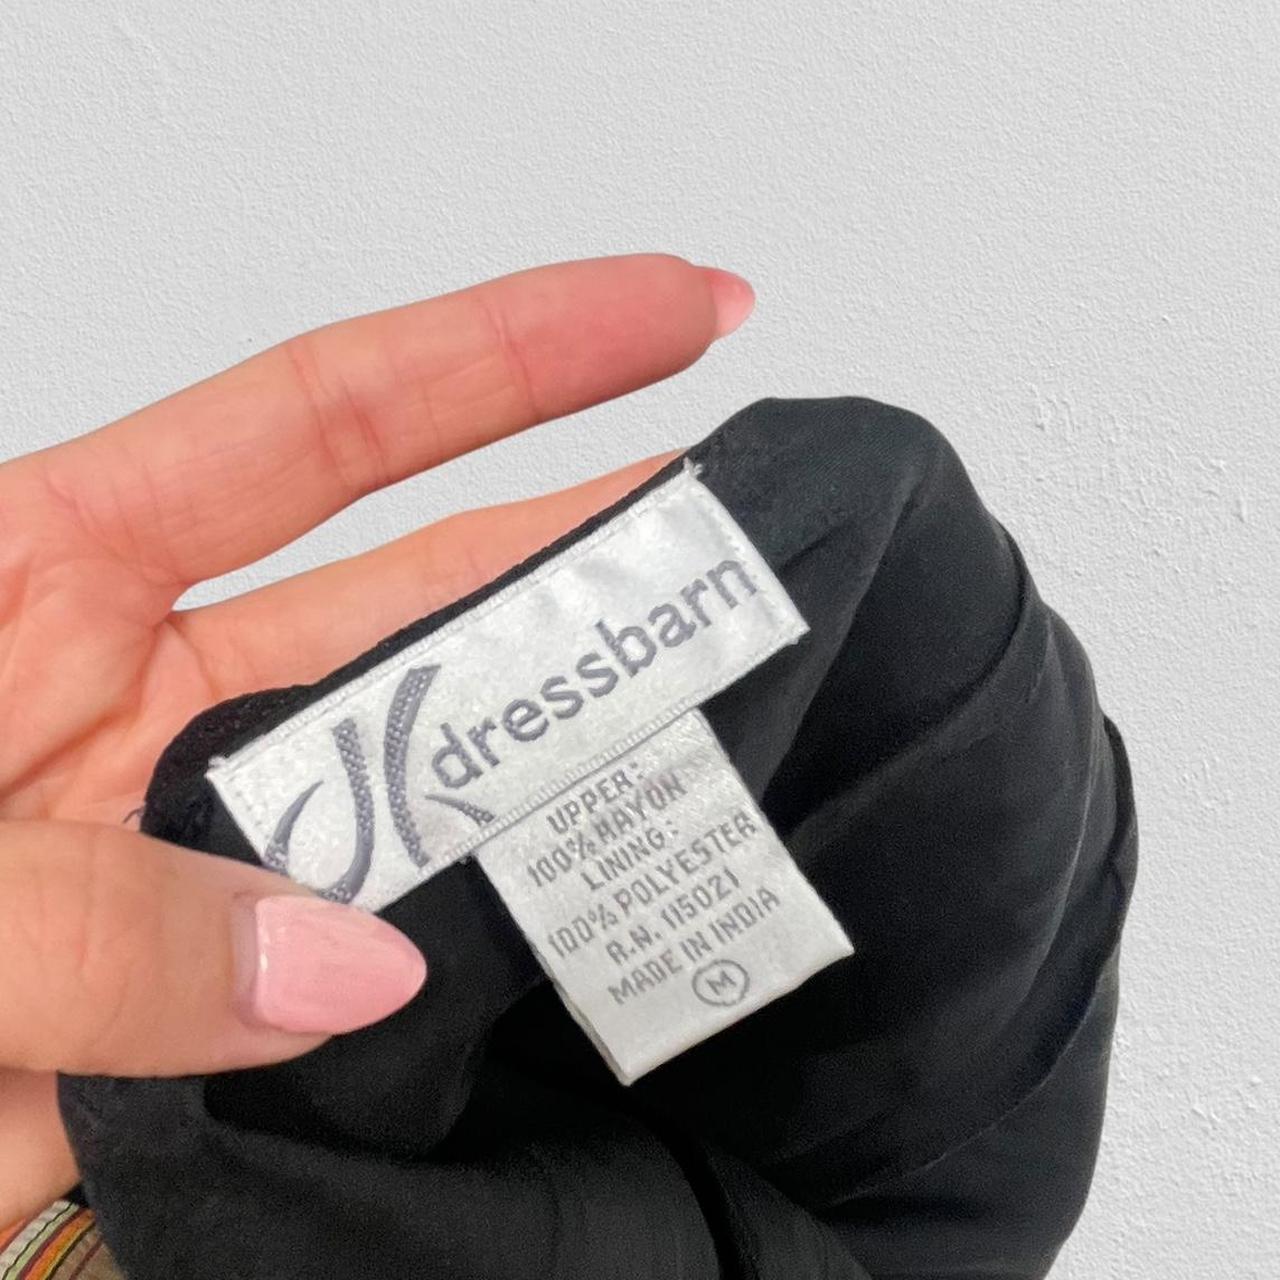 dressbarn
UPPER:
100% RAYON
LINING:
100% POLYESTER
R.N. 115021
MADE IN INDIA
M